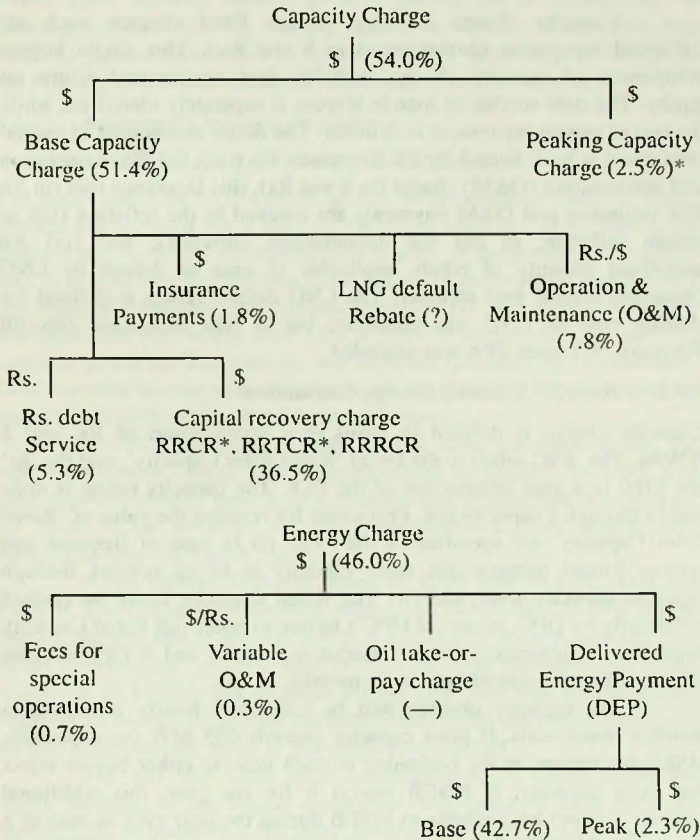 Capacity Charge
$ (54.0%)
$ $
Base Capacity Peaking Capacity
Charge (51.4%) Charge (2.5%)*
$ Rs./$
Insurance LNG default Operation &
Payments (1.8%) Rebate (?) Maintenance (O&M)
(7.8%)
Rs. $
Rs. debt Capital recovery charge
Service RRCR*, RRTCR*, RRRCR
(5.3%) (36.5%)
Energy Charge
$ (46.0%)
$ $/Rs. $
Fees for Variable Oil take-or- Delivered
special O&M pay charge Energy Payment
operations (0.3%) (—) (DEP)
(0.7%)
$ $
Base (42.7%) Peak (2.3%)